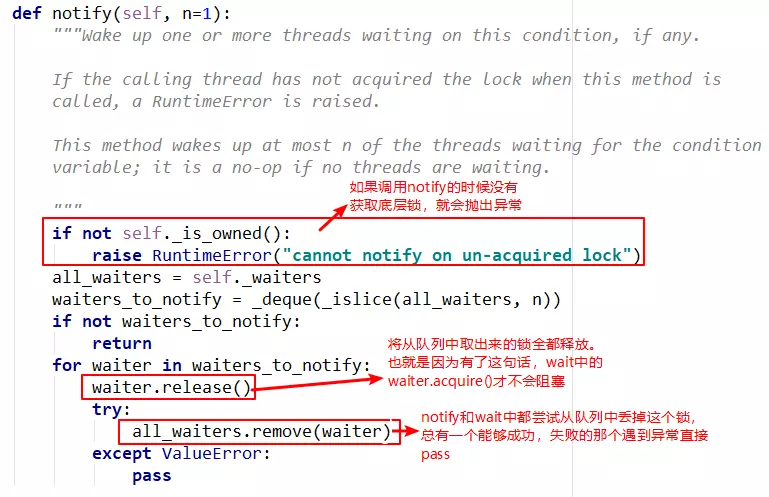 def notify(self, n=1):
"""Wake up one or more threads waiting on this condition, if any.
If the calling thread has not acquired the lock when this method is
called, a RuntimeError is raised.
This method wakes up at most n of the threads waiting for the condition
variable; it is a no-op if no threads are waiting.
"""
如果调用notify的时候没有
获取底层锁，就会抛出异常
if not self._is_owned():
raise RuntimeError("cannot notify on un-acquired lock")
all_waiters = self._waiters
waiters_to_notify = _deque(_islice(all_waiters, n))
if not waiters_to_notify:
return
将从队列中取出来的锁全都释放。
也就是因为有了这句话，wait中的
waiter.acquire()才不会阻塞
for waiter in waiters_to_notify:
waiter.release()
try:
all_waiters.remove(waiter)
notify和wait中都尝试从队列中丢掉这个锁，
总有一个能够成功，失败的那个遇到异常直接
pass
except ValueError:
pass